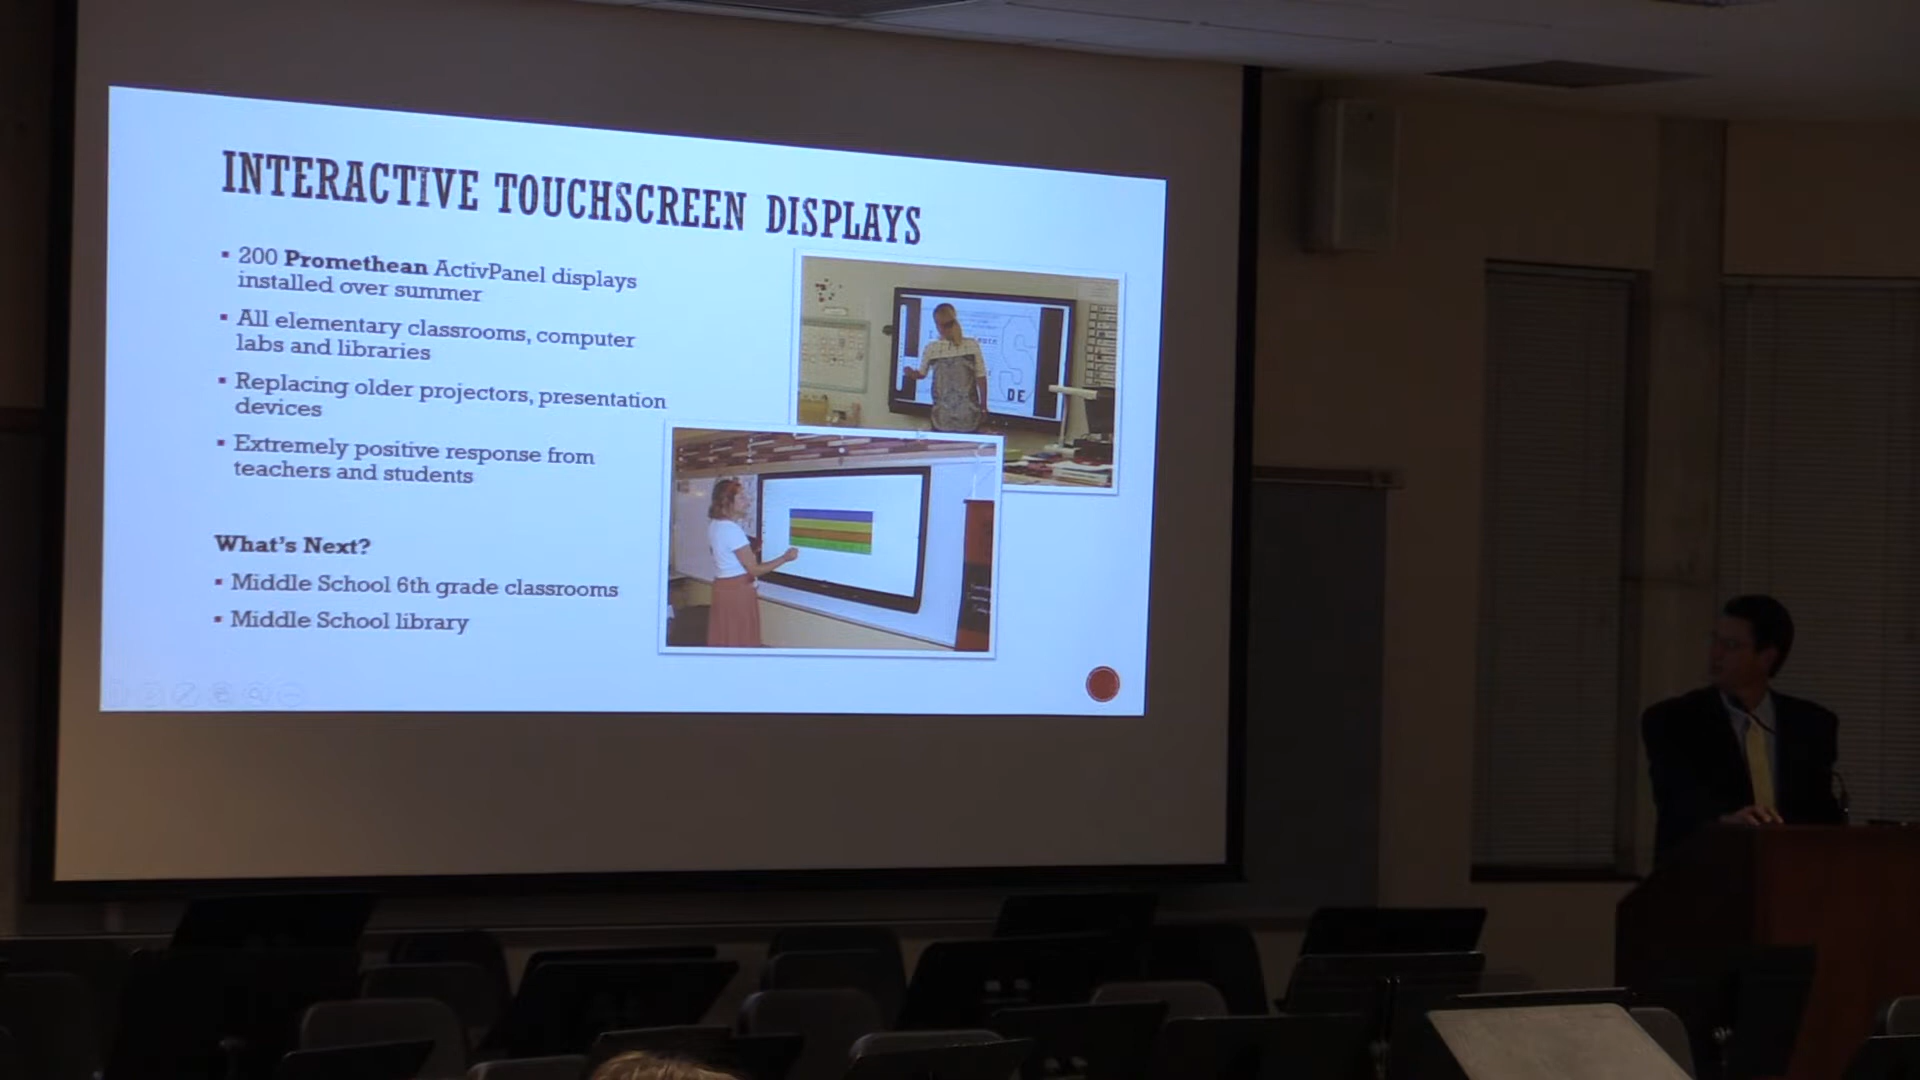 INTERACTIVE TOUCHSCREEN DISPLAYS
▪ 200 Promethean ActivPanel displays
installed over summer
▪ All elementary classrooms, computer
labs and libraries
▪ Replacing older projectors, presentation
devices
▪ Extremely positive response from
teachers and students
DE
What's Next?
▪ Middle School 6th grade classrooms
▪ Middle School library